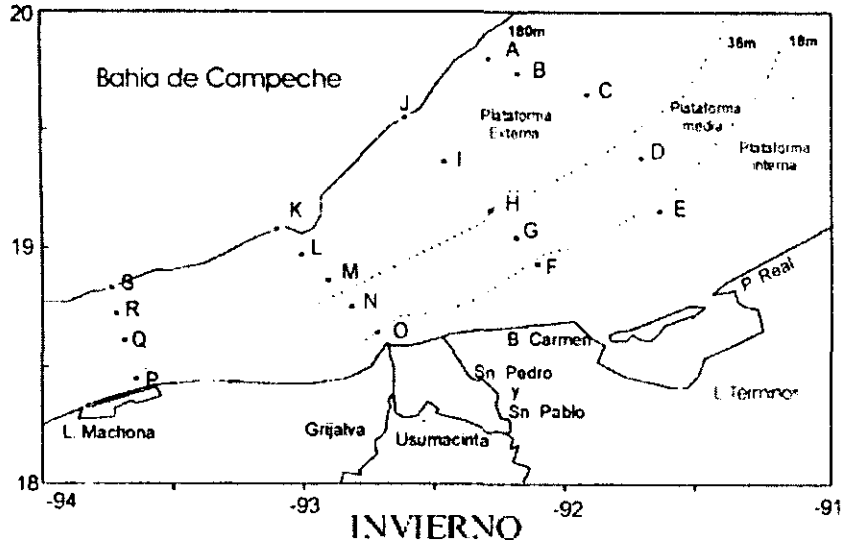 20
180m
A
36m
18m
Bahia de Campeche
B
C
J
Plataforma
Externa
Plataforma
media
Plataforma
interna
I
D
H
E
K
G
19
L
F
M
S
N
P. Real
R
O
Q
B. Carmen
P
Sn Pedro
y
Sn Pablo
L. Términos
L. Machona
Grijalva
Usumacinta
18
-94
-93
-92
-91
INVIERNO